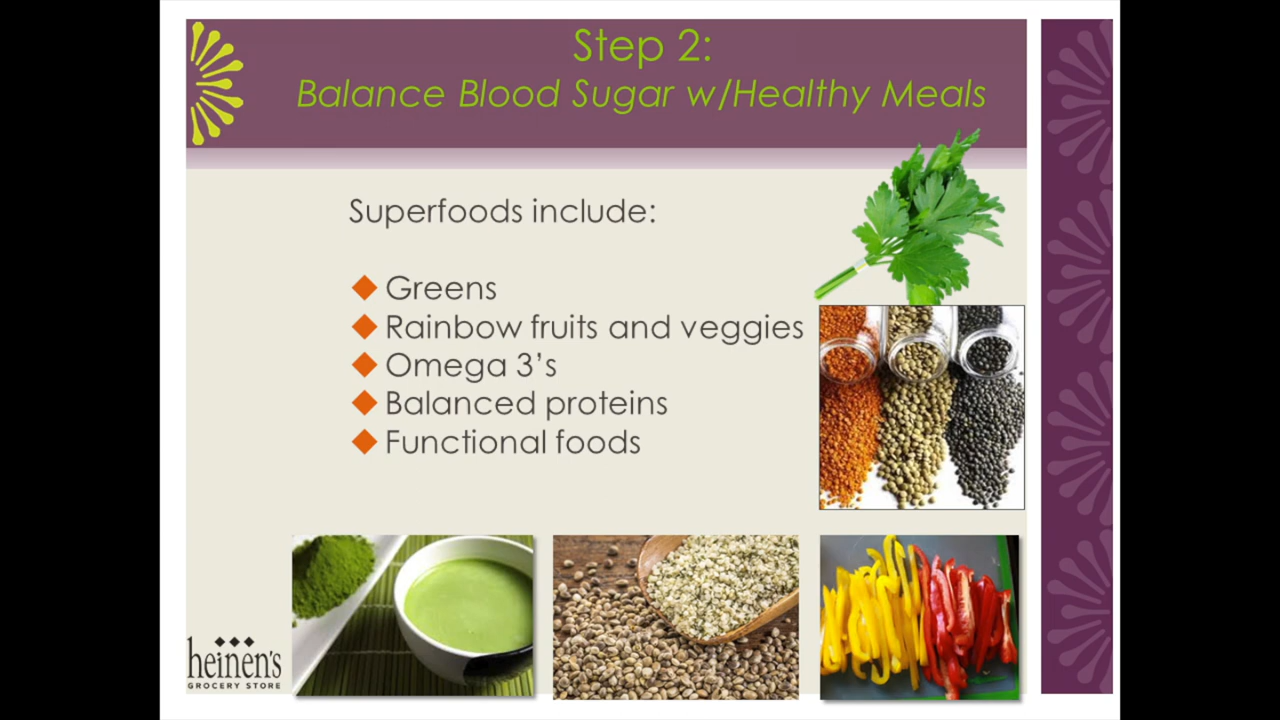 Step 2:
Balance Blood Sugar w/Healthy Meals
Superfoods include:
Greens
Rainbow fruits and veggies
Omega 3’s
Balanced proteins
Functional foods
heinen's
GROCERY STORE